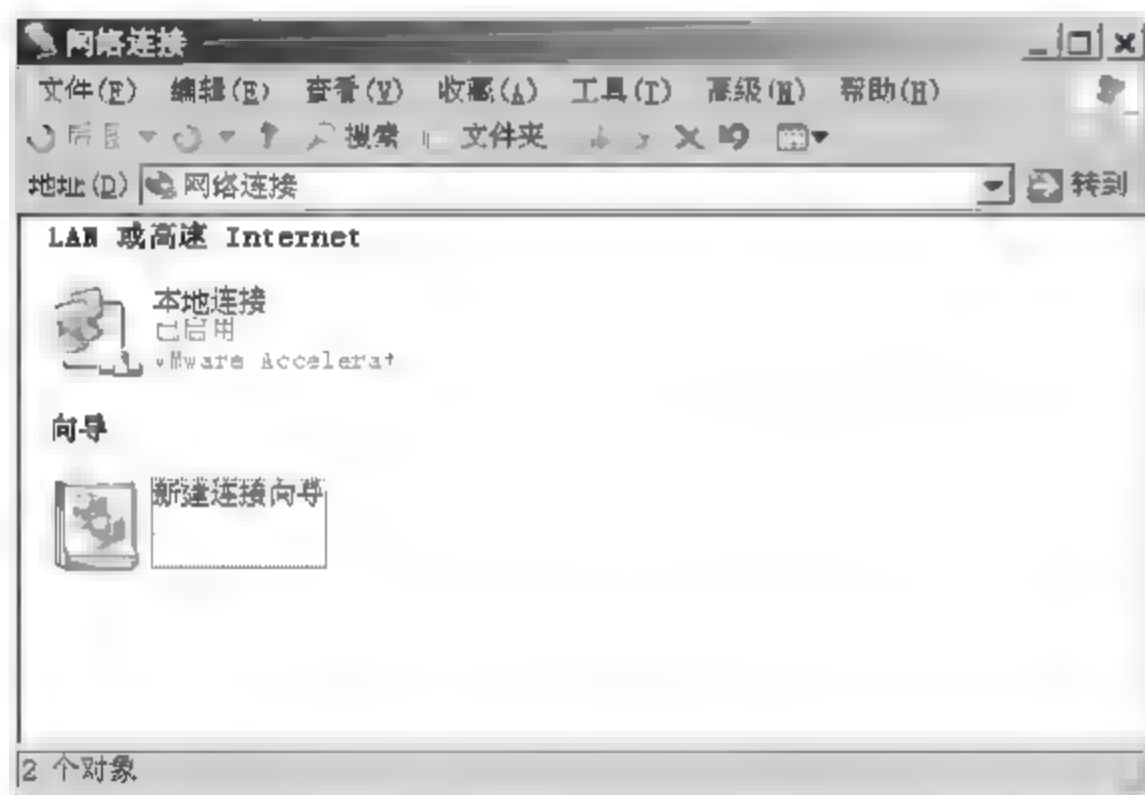 网络连接
文件(F) 编辑(E) 查看(V) 收藏(A) 工具(T) 高级(N) 帮助(H)
后退 搜索 文件夹
地址(D) 网络连接 转到
LAN 或高速 Internet
本地连接
已启用
VMware Accelerat
向导
新建连接向导
2 个对象